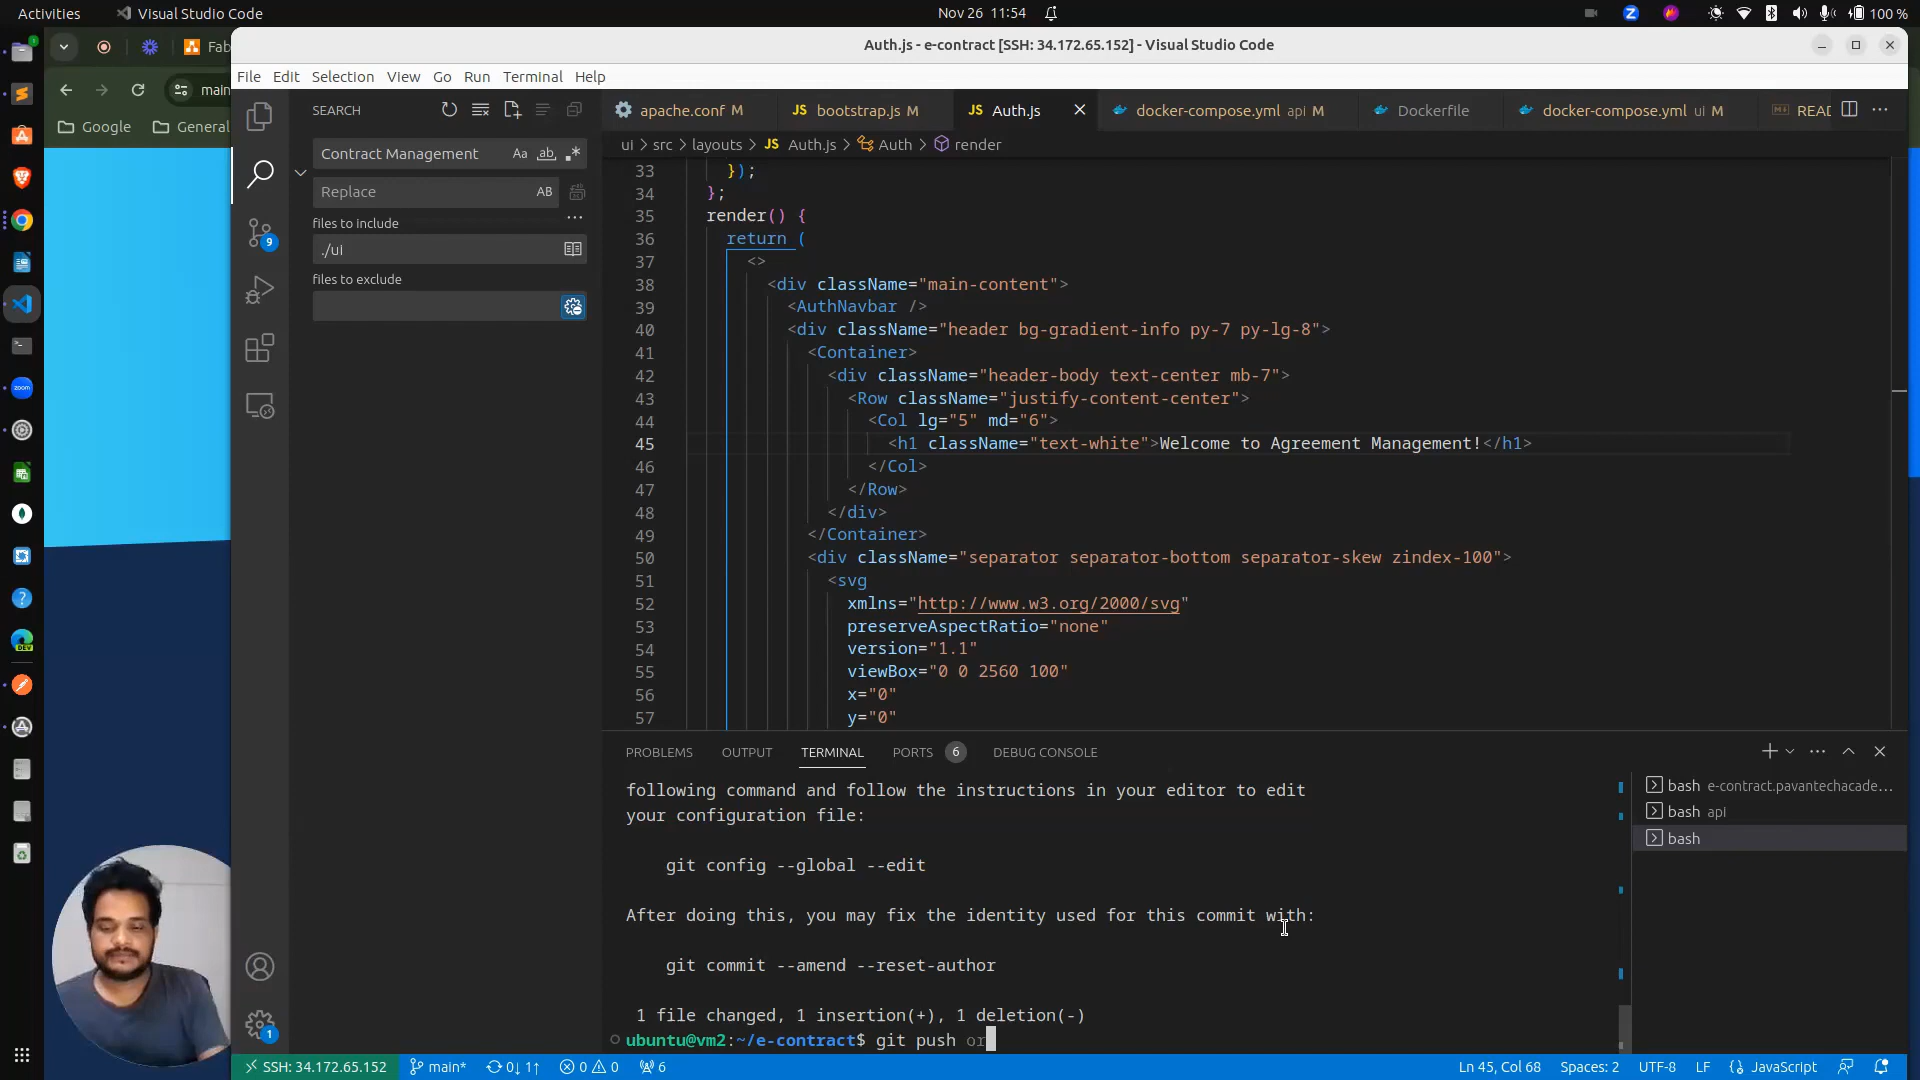 Activities
Visual Studio Code
Nov 26 11:54
100 %
Fab
main
Google
General
Auth.js - e-contract [SSH: 34.172.65.152] - Visual Studio Code
File Edit Selection View Go Run Terminal Help
SEARCH
Contract Management
Aa
ab
Replace
AB
files to include
./ui
files to exclude
9
1
apache.conf M
JS bootstrap.js M
JS Auth.js
docker-compose.yml api M
Dockerfile
docker-compose.yml ui M
READ
ui > src > layouts > JS Auth.js > Auth > render
33 });
34 };
35 render() {
36 return (
37 <>
38 <div className="main-content">
39 <AuthNavbar />
40 <div className="header bg-gradient-info py-7 py-lg-8">
41 <Container>
42 <div className="header-body text-center mb-7">
43 <Row className="justify-content-center">
44 <Col lg="5" md="6">
45 <h1 className="text-white">Welcome to Agreement Management!</h1>
46 </Col>
47 </Row>
48 </div>
49 </Container>
50 <div className="separator separator-bottom separator-skew zindex-100">
51 <svg
52 xmlns="http://www.w3.org/2000/svg"
53 preserveAspectRatio="none"
54 version="1.1"
55 viewBox="0 0 2560 100"
56 x="0"
57 y="0"
PROBLEMS OUTPUT TERMINAL PORTS 6 DEBUG CONSOLE
following command and follow the instructions in your editor to edit
your configuration file:
git config --global --edit
After doing this, you may fix the identity used for this commit with:
git commit --amend --reset-author
1 file changed, 1 insertion(+), 1 deletion(-)
ubuntu@vm2:~/e-contract$ git push or
bash e-contract.pavantechacade...
bash api
bash
zoom
DEV
SSH: 34.172.65.152
main*
0↓ 1↑
0 0
6
Ln 45, Col 68
Spaces: 2
UTF-8
LF
JavaScript